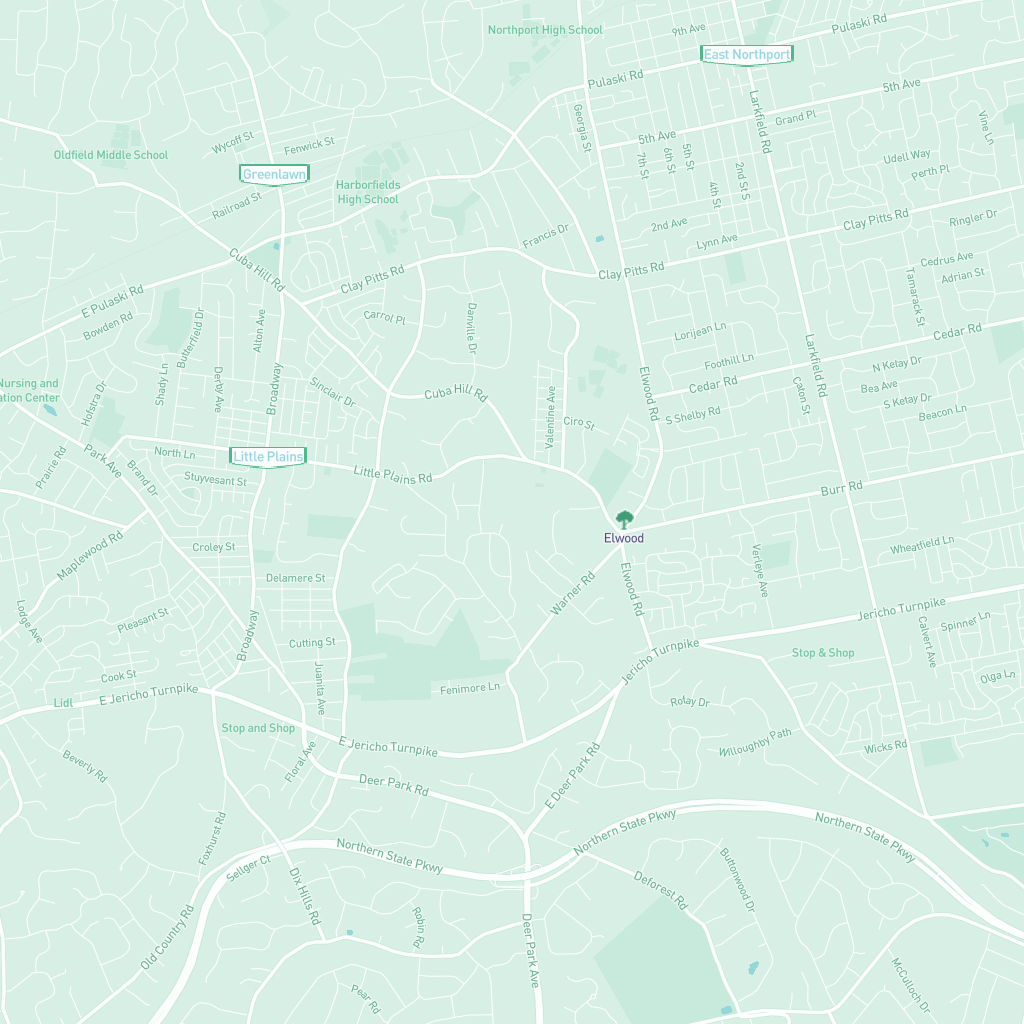 Northport High School
9th Ave
Pulaski Rd
East Northport
Pulaski Rd
5th Ave
Larkfield Rd
Georgia St
5th Ave
Grand Pl
Vine Ln
Wycoff St
Fenwick St
Oldfield Middle School
7th St
6th St
5th St
Udell Way
Perth Pl
Greenlawn
Harborfields
High School
4th St
2nd St S
Railroad St
2nd Ave
Clay Pitts Rd
Ringler Dr
Francis Dr
Lynn Ave
Cuba Hill Rd
Clay Pitts Rd
Clay Pitts Rd
Cedrus Ave
Adrian St
Tamarack St
E Pulaski Rd
Bowden Rd
Butterfield Dr
Alton Ave
Carrol Pl
Danville Dr
Lorijean Ln
Cedar Rd
Larkfield Rd
Foothill Ln
N Ketay Dr
Nursing and
ation Center
Hofstra Dr
Shady Ln
Derby Ave
Broadway
Sinclair Dr
Cuba Hill Rd
Valentine Ave
Ciro St
Elwood Rd
Cedar Rd
S Shelby Rd
Caton St
Bea Ave
S Ketay Dr
Beacon Ln
Prairie Rd
Park Ave
Brand Dr
North Ln
Little Plains
Stuyvesant St
Little Plains Rd
Burr Rd
Maplewood Rd
Croley St
Elwood
Verleye Ave
Wheatfield Ln
Delamere St
Warner Rd
Elwood Rd
Jericho Turnpike
Lodge Ave
Pleasant St
Broadway
Cutting St
Calvert Ave
Spinner Ln
Jericho Turnpike
Stop & Shop
Cook St
Juanita Ave
Fenimore Ln
Olga Ln
Lidl
E Jericho Turnpike
Rofay Dr
Stop and Shop
E Jericho Turnpike
Willoughby Path
Wicks Rd
Beverly Rd
Floral Ave
Deer Park Rd
E Deer Park Rd
Foxhurst Rd
Northern State Pkwy
Northern State Pkwy
Northern State Pkwy
Sellger Ct
Dix Hills Rd
Deforest Rd
Buttonwood Dr
Old Country Rd
Robin Rd
Deer Park Ave
Pear Rd
McCulloch Dr